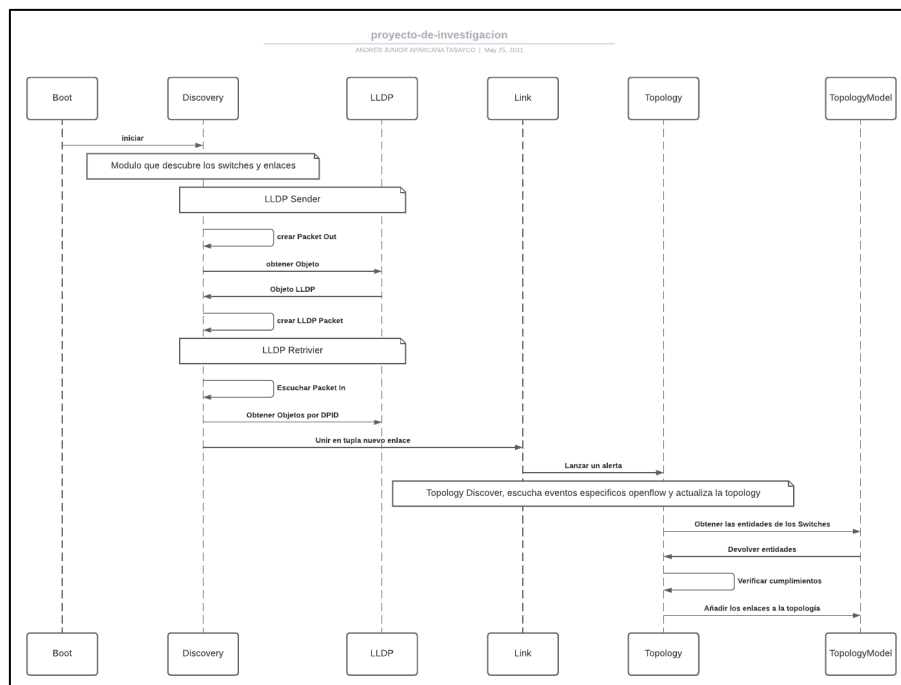 proyecto-de-investigacion
ANDRES JUNIOR APARCANA TASAYCO | May 25, 2021
Boot
Discovery
LLDP
Link
Topology
TopologyModel
iniciar
Modulo que descubre los switches y enlaces
LLDP Sender
crear Packet Out
obtener Objeto
Objeto LLDP
crear LLDP Packet
LLDP Retrivier
Escuchar Packet In
Obtener Objetos por DPID
Unir en tupla nuevo enlace
Lanzar un alerta
Topology Discover, escucha eventos especificos openflow y actualiza la topology
Obtener las entidades de los Switches
Devolver entidades
Verificar cumplimientos
Añadir los enlaces a la topología
Boot
Discovery
LLDP
Link
Topology
TopologyModel